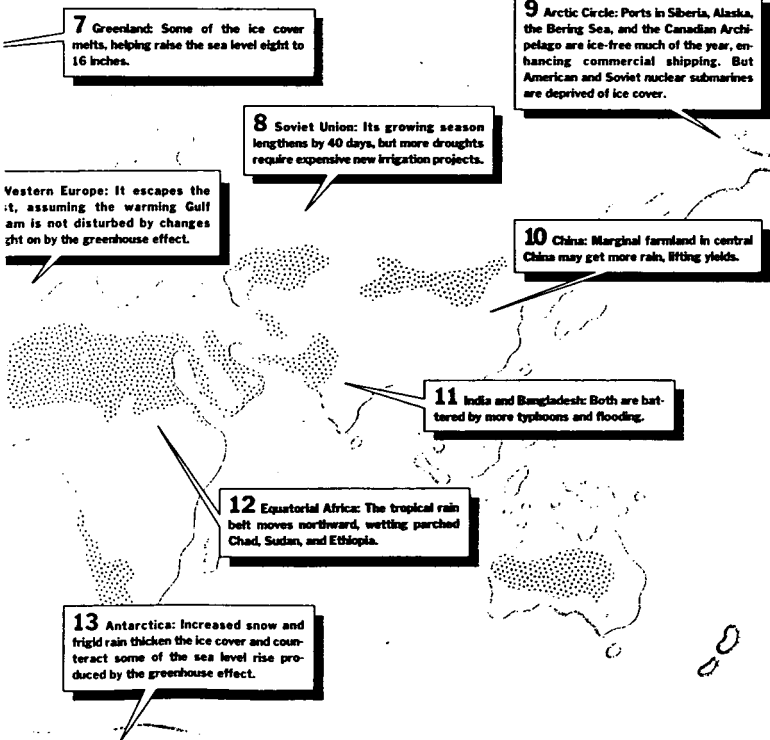 7 Greenland: Some of the ice cover
melts, helping raise the sea level eight to
16 inches.
9 Arctic Circle: Ports in Siberia, Alaska,
the Bering Sea, and the Canadian Archi-
pelago are ice-free much of the year, en-
hancing commercial shipping. But
American and Soviet nuclear submarines
are deprived of ice cover.
8 Soviet Union: Its growing season
lengthens by 40 days, but more droughts
require expensive new irrigation projects.
Western Europe: It escapes the
st, assuming the warming Gulf
am is not disturbed by changes
ght on by the greenhouse effect.
10 China: Marginal farmland in central
China may get more rain, lifting yields.
11 India and Bangladesh: Both are bat-
tered by more typhoons and flooding.
12 Equatorial Africa: The tropical rain
belt moves northward, wetting parched
Chad, Sudan, and Ethiopia.
13 Antarctica: Increased snow and
frigid rain thicken the ice cover and coun-
teract some of the sea level rise pro-
duced by the greenhouse effect.